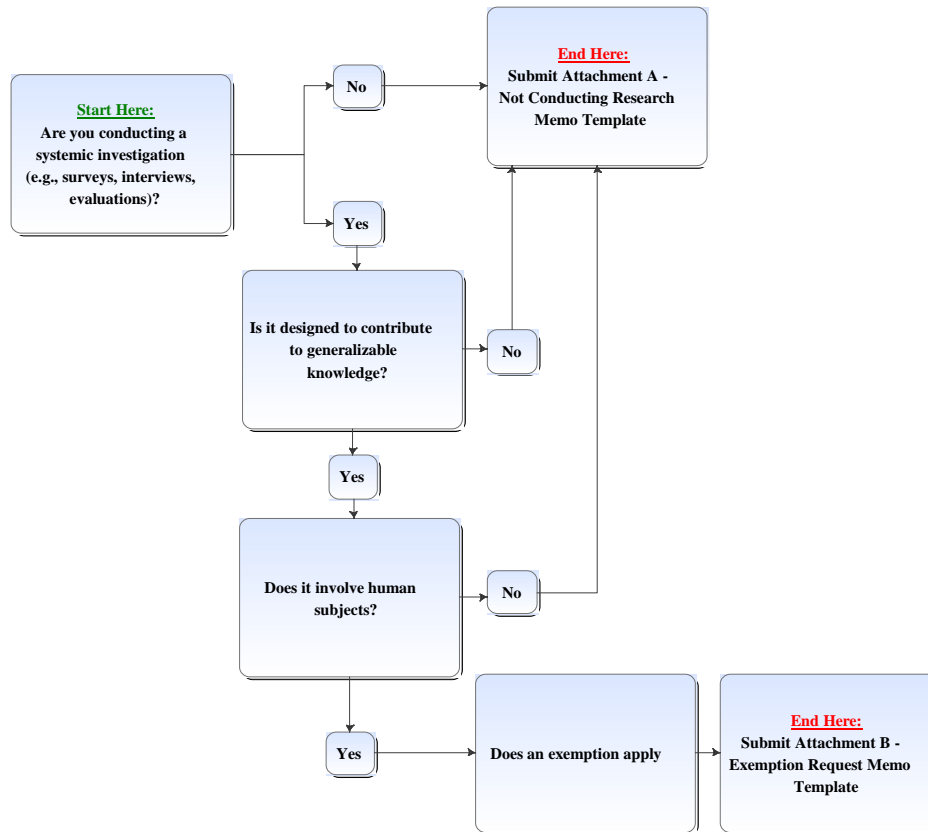 Start Here:
Are you conducting a
systemic investigation
(e.g., surveys, interviews,
evaluations)?
No
End Here:
Submit Attachment A -
Not Conducting Research
Memo Template
Yes
Is it designed to contribute
to generalizable
knowledge?
No
Yes
Does it involve human
subjects?
No
Yes
Does an exemption apply
End Here:
Submit Attachment B -
Exemption Request Memo
Template